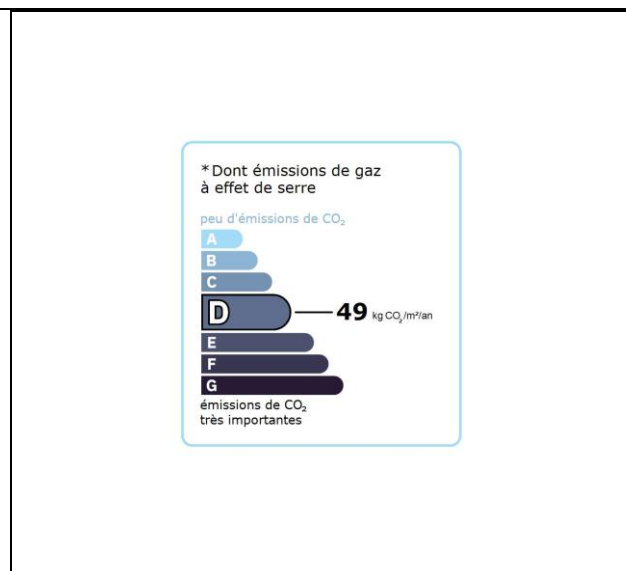 *Dont émissions de gaz
à effet de serre
peu d'émissions de CO₂
A
B
C
D 49 kg CO₂/m²/an
E
F
G
émissions de CO₂
très importantes